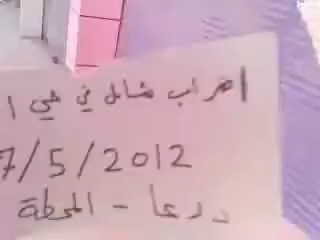 اضراب شامل في حي ا
7/5/2012
درعا - المحطة